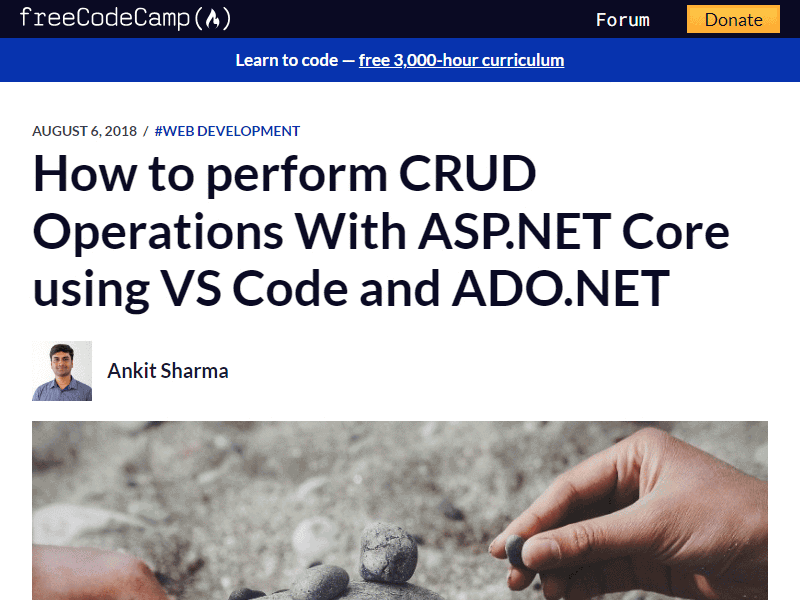 freeCodeCamp
Forum
Donate
Learn to code — free 3,000-hour curriculum
AUGUST 6, 2018 / #WEB DEVELOPMENT
How to perform CRUD
Operations With ASP.NET Core
using VS Code and ADO.NET
Ankit Sharma